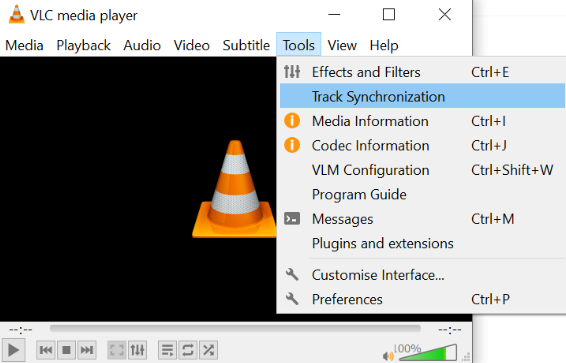 VLC media player
Media Playback Audio Video Subtitle Tools View Help
Effects and Filters Ctrl+E
Track Synchronization
Media Information Ctrl+I
Codec Information Ctrl+J
VLM Configuration Ctrl+Shift+W
Program Guide
Messages Ctrl+M
Plugins and extensions
Customise Interface...
Preferences Ctrl+P
--:-- --:--
100%